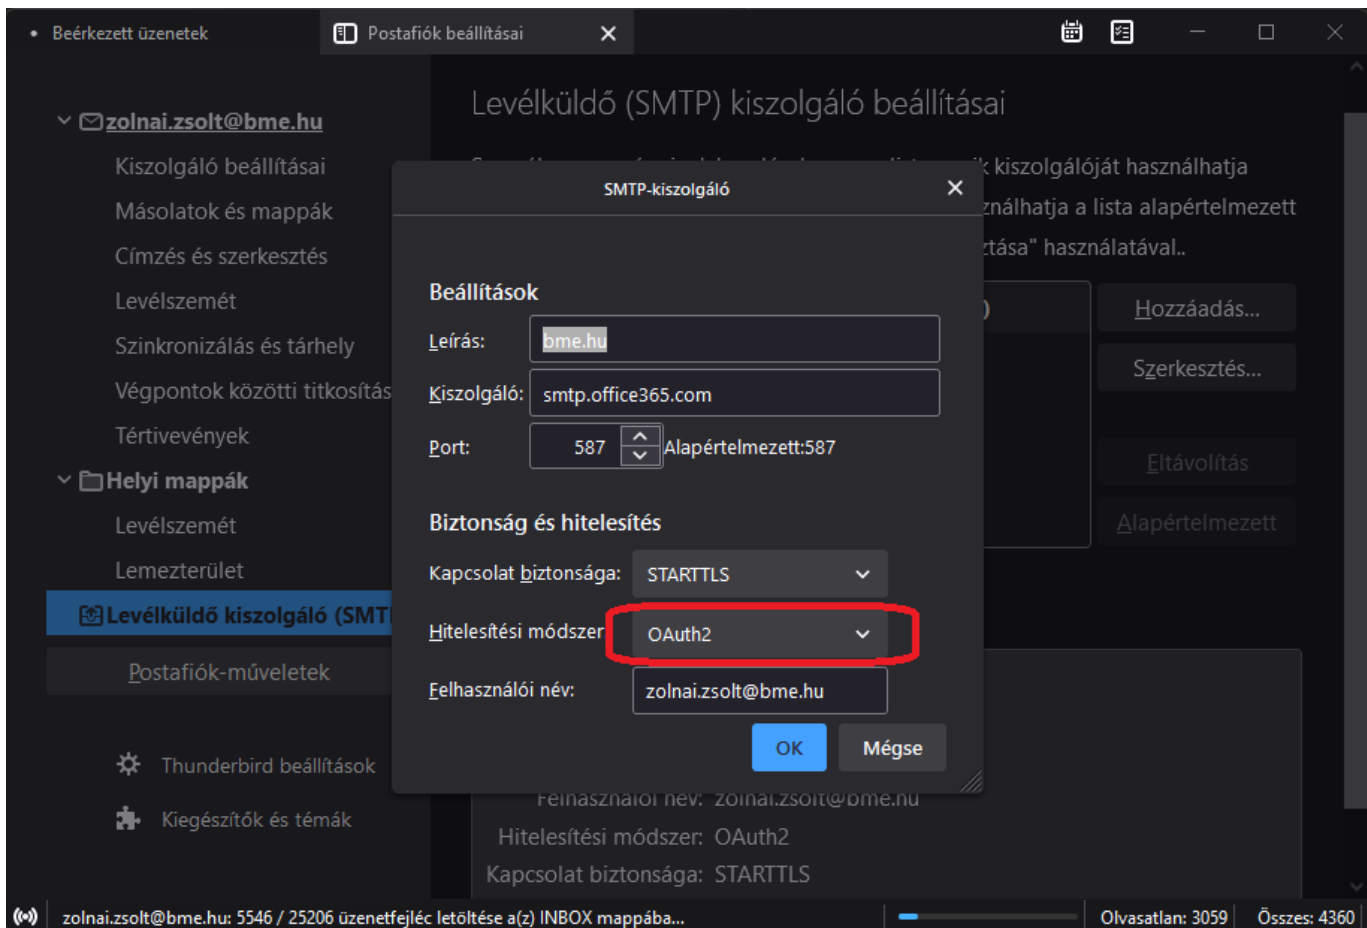 Beérkezett üzenetek
Postafiók beállításai
zolnai.zsolt@bme.hu
Kiszolgáló beállításai
Másolatok és mappák
Címzés és szerkesztés
Levélszemét
Szinkronizálás és tárhely
Végpontok közötti titkosítás
Tértivevények
Helyi mappák
Levélszemét
Lemezterület
Levélküldő kiszolgáló (SMT
Postafiók-műveletek
Thunderbird beállítások
Kiegészítők és témák
Levélküldő (SMTP) kiszolgáló beállításai
kiszolgálóját használhatja
ználhatja a lista alapértelmezett
ztása" használatával..
Hozzáadás...
Szerkesztés...
Eltávolítás
Alapértelmezett
SMTP-kiszolgáló
Beállítások
Leírás: bme.hu
Kiszolgáló: smtp.office365.com
Port: 587 Alapértelmezett:587
Biztonság és hitelesítés
Kapcsolat biztonsága: STARTTLS
Hitelesítési módszer OAuth2
Felhasználói név: zolnai.zsolt@bme.hu
OK Mégse
Felhasználói név: zolnai.zsolt@bme.hu
Hitelesítési módszer: OAuth2
Kapcsolat biztonsága: STARTTLS
zolnai.zsolt@bme.hu: 5546 / 25206 üzenetfejléc letöltése a(z) INBOX mappába...
Olvasatlan: 3059
Összes: 4360